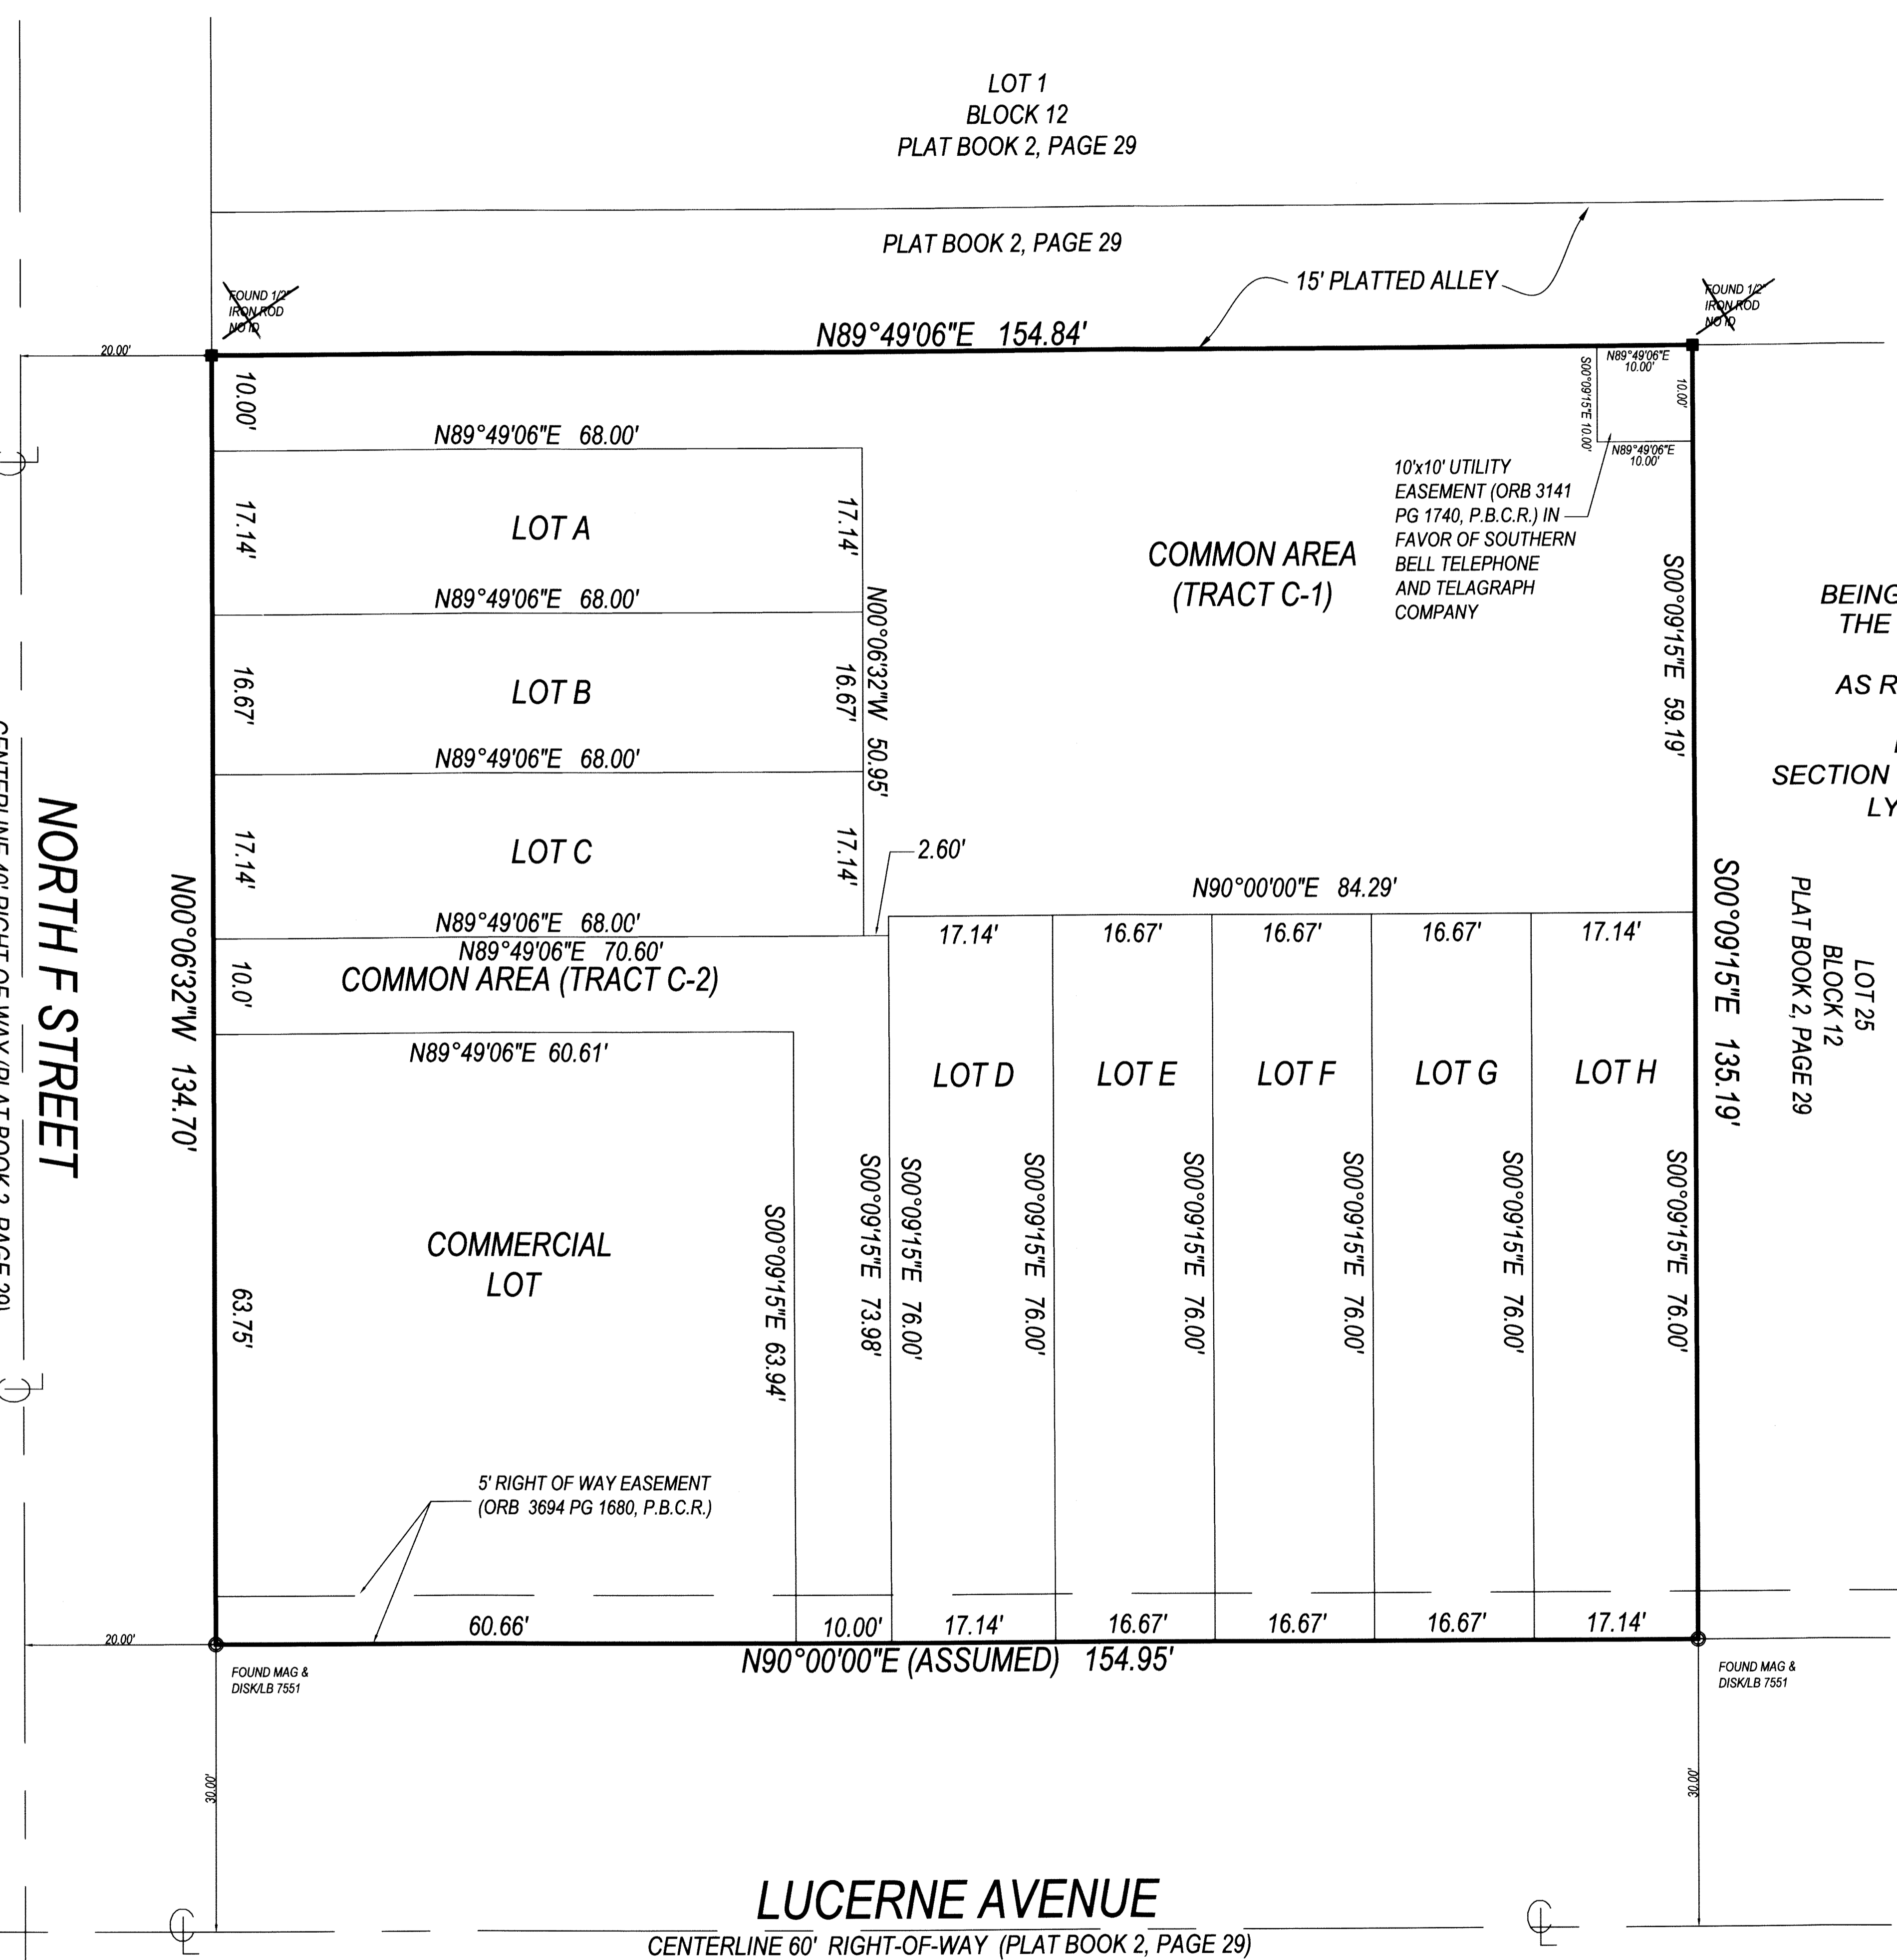 LOT 1
BLOCK 12
PLAT BOOK 2, PAGE 29
PLAT BOOK 2, PAGE 29
15' PLATTED ALLEY
FOUND 1/2"
IRON ROD
NO ID
FOUND 1/2"
IRON ROD
NO ID
N89°49'06"E 154.84'
20.00'
10.00'
N89°49'06"E
10.00'
S00°09'15"E 10.00'
10.00'
N89°49'06"E
10.00'
N89°49'06"E 68.00'
10'x10' UTILITY
EASEMENT (ORB 3141
PG 1740, P.B.C.R.) IN
FAVOR OF SOUTHERN
BELL TELEPHONE
AND TELAGRAPH
COMPANY
17.14'
LOT A
17.14'
COMMON AREA
(TRACT C-1)
N89°49'06"E 68.00'
N00°06'32"W 50.95'
S00°09'15"E 59.19'
BEING
THE
AS R
SECTION
LY
16.67'
LOT B
16.67'
N89°49'06"E 68.00'
17.14'
LOT C
17.14'
2.60'
N90°00'00"E 84.29'
N89°49'06"E 68.00'
N89°49'06"E 70.60'
COMMON AREA (TRACT C-2)
10.0'
17.14'
16.67'
16.67'
16.67'
17.14'
NORTH F STREET
CENTERLINE 40' RIGHT OF WAY (PLAT BOOK 2, PAGE 29)
N00°06'32"W 134.70'
S00°09'15"E 135.19'
LOT 25
BLOCK 12
PLAT BOOK 2, PAGE 29
N89°49'06"E 60.61'
LOT D
LOT E
LOT F
LOT G
LOT H
COMMERCIAL
LOT
63.75'
S00°09'15"E 63.94'
S00°09'15"E 73.98'
S00°09'15"E 76.00'
S00°09'15"E 76.00'
S00°09'15"E 76.00'
S00°09'15"E 76.00'
S00°09'15"E 76.00'
S00°09'15"E 76.00'
5' RIGHT OF WAY EASEMENT
(ORB 3694 PG 1680, P.B.C.R.)
60.66'
10.00'
17.14'
16.67'
16.67'
16.67'
17.14'
20.00'
N90°00'00"E (ASSUMED) 154.95'
FOUND MAG &
DISK/LB 7551
FOUND MAG &
DISK/LB 7551
30.00'
30.00'
LUCERNE AVENUE
CENTERLINE 60' RIGHT-OF-WAY (PLAT BOOK 2, PAGE 29)